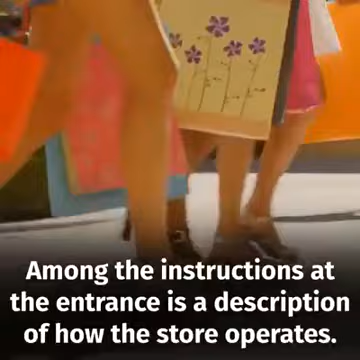 Among the instructions at
the entrance is a description
of how the store operates.